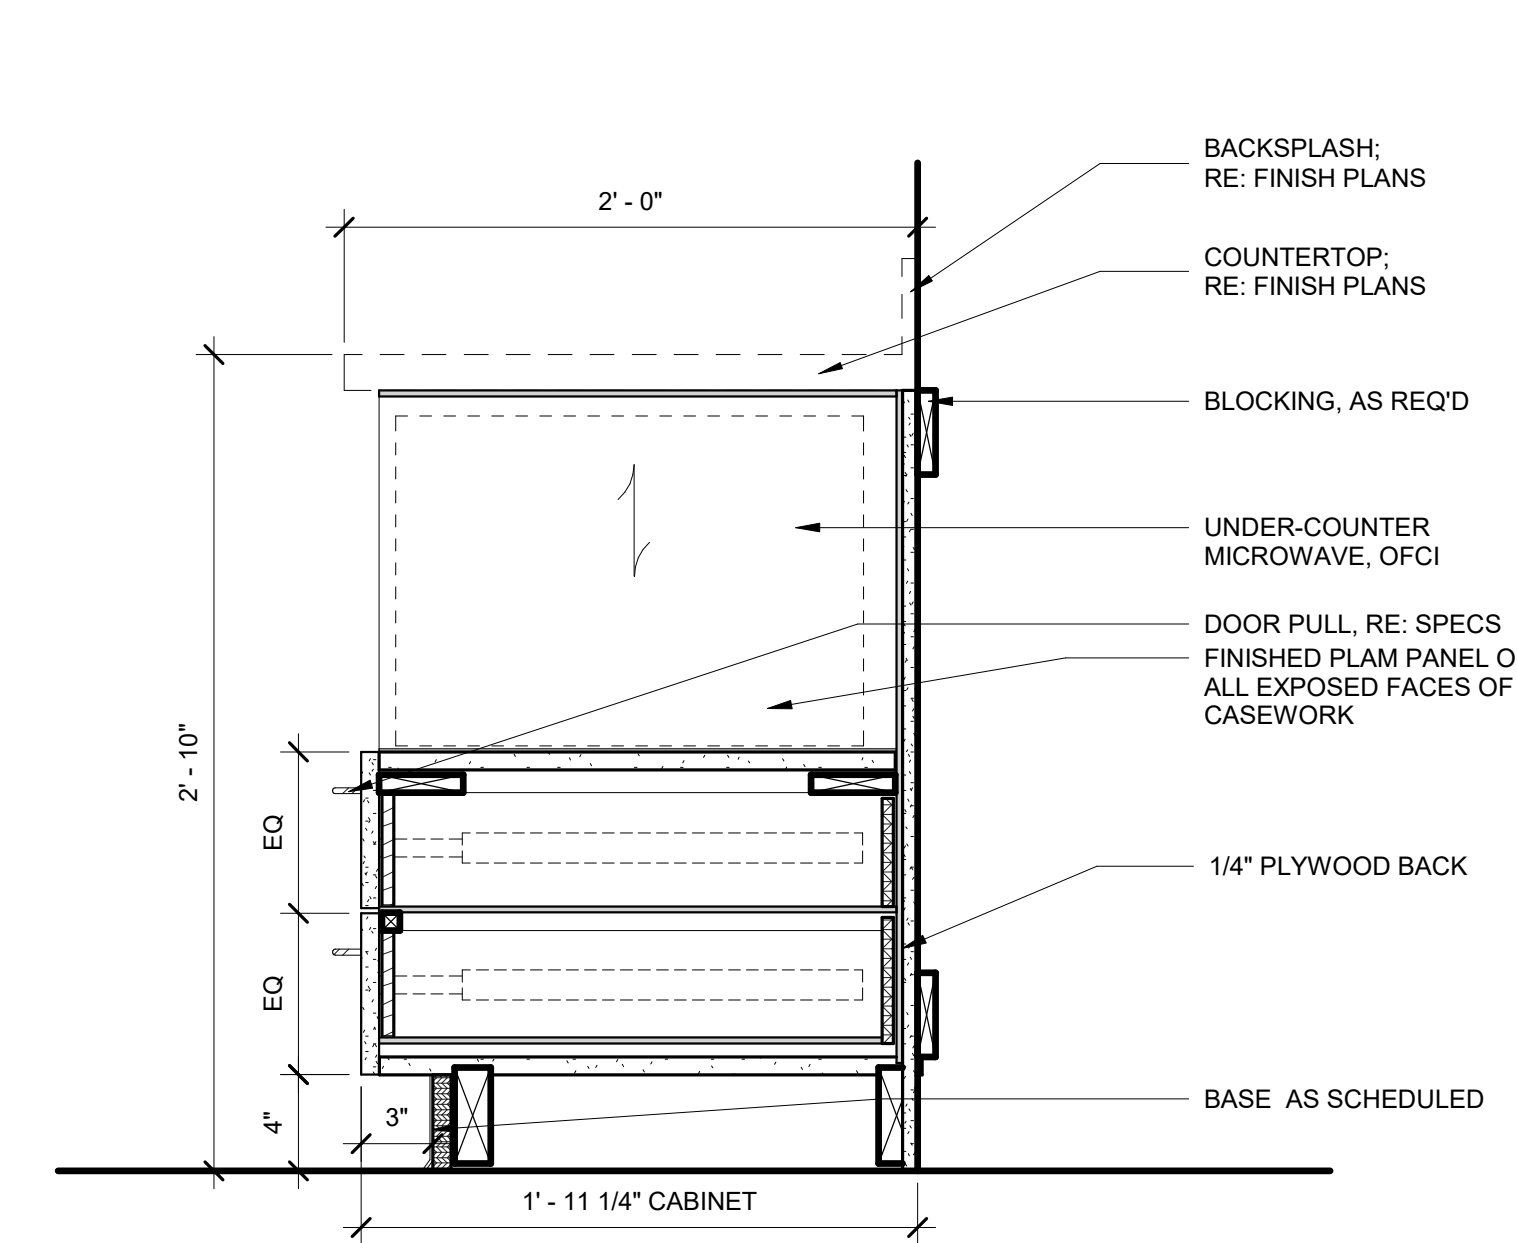 BACKSPLASH;
RE: FINISH PLANS
2' - 0"
COUNTERTOP;
RE: FINISH PLANS
BLOCKING, AS REQ'D
UNDER-COUNTER
MICROWAVE, OFCI
DOOR PULL, RE: SPECS
FINISHED PLAM PANEL O
ALL EXPOSED FACES OF
CASEWORK
2' - 10"
EQ
1/4" PLYWOOD BACK
EQ
BASE  AS SCHEDULED
4"
3"
1' - 11 1/4" CABINET